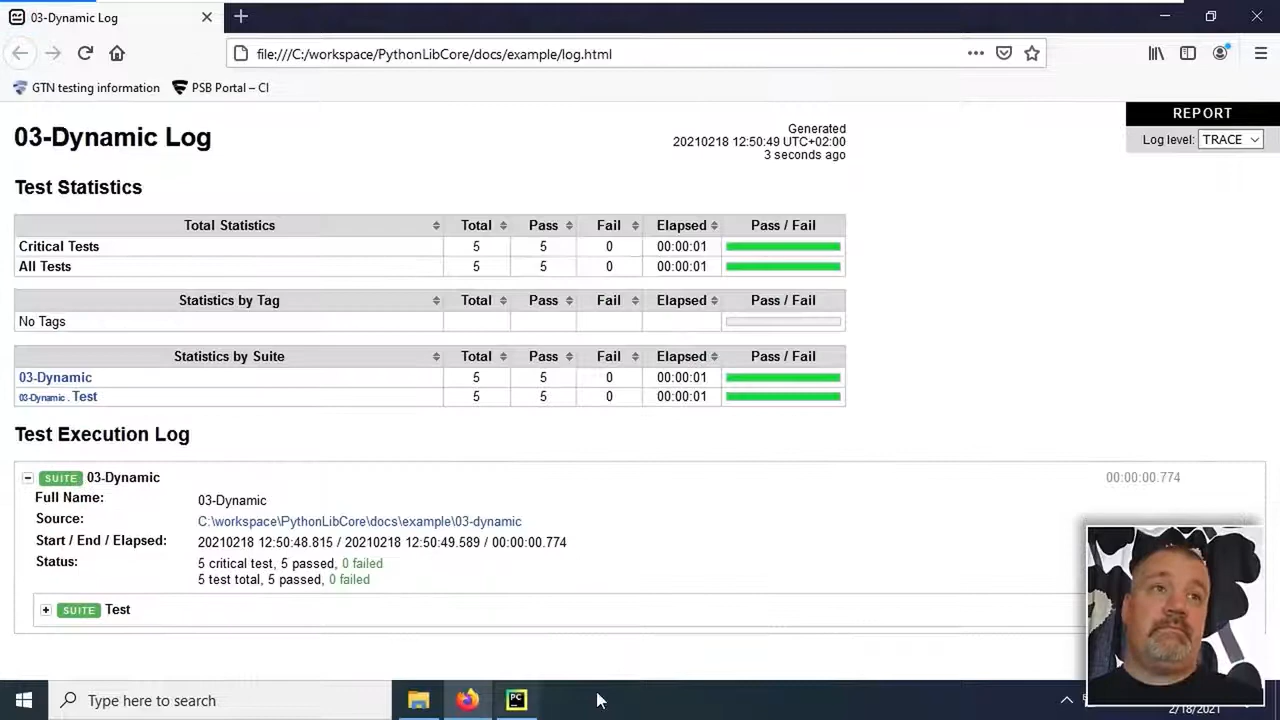 03-Dynamic Log
file:///C:/workspace/PythonLibCore/docs/example/log.html
GTN testing information
PSB Portal – CI
REPORT
Log level: TRACE
03-Dynamic Log
Generated
20210218 12:50:49 UTC+02:00
3 seconds ago
Test Statistics
Total Statistics Total Pass Fail Elapsed Pass / Fail
Critical Tests 5 5 0 00:00:01
All Tests 5 5 0 00:00:01
Statistics by Tag Total Pass Fail Elapsed Pass / Fail
No Tags
Statistics by Suite Total Pass Fail Elapsed Pass / Fail
03-Dynamic 5 5 0 00:00:01
03-Dynamic . Test 5 5 0 00:00:01
Test Execution Log
SUITE 03-Dynamic 00:00:00.774
Full Name: 03-Dynamic
Source: C:\workspace\PythonLibCore\docs\example\03-dynamic
Start / End / Elapsed: 20210218 12:50:48.815 / 20210218 12:50:49.589 / 00:00:00.774
Status: 5 critical test, 5 passed, 0 failed
5 test total, 5 passed, 0 failed
SUITE Test
Type here to search
PC
2/18/2021